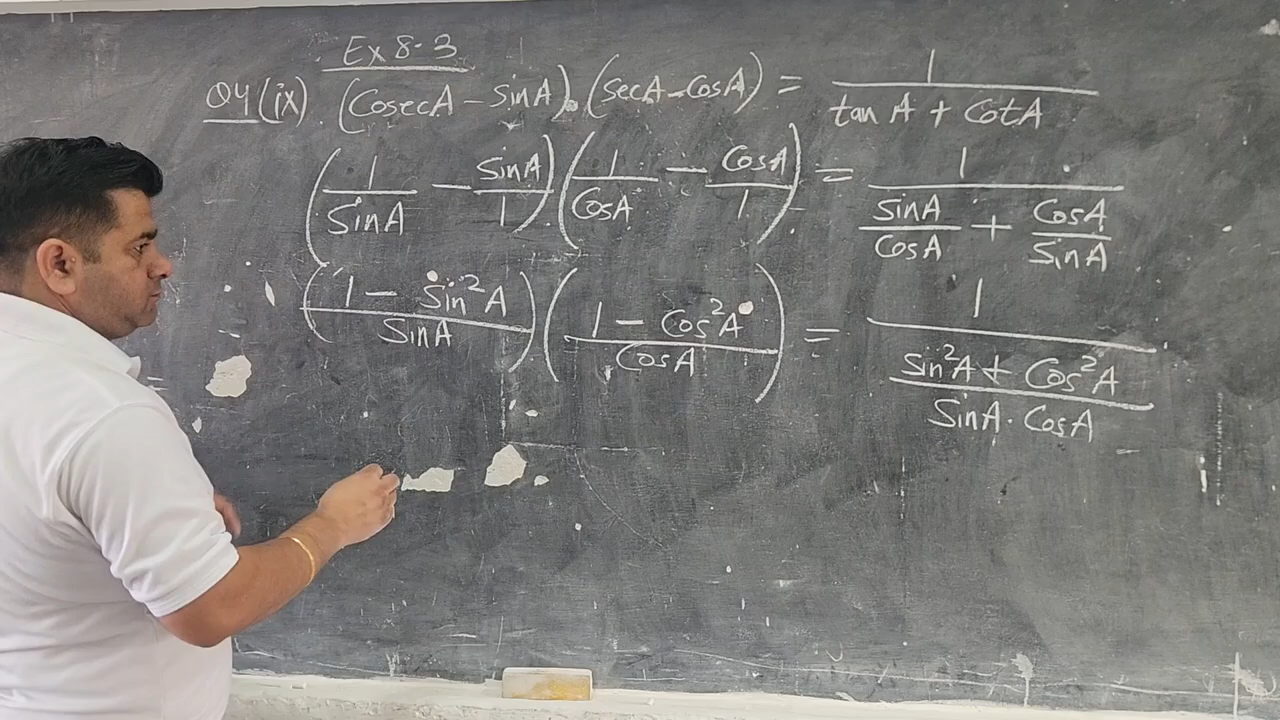 Ex 8.3
Q4(ix). (CosecA - sinA).(secA - CosA) = 1/(tan A + CotA)
(1/SinA - SinA/1)(1/CosA - CosA/1) = 1/(SinA/CosA + CosA/SinA)
((1 - Sin²A)/SinA)((1 - Cos²A)/CosA) = 1/((Sin²A + Cos²A)/(SinA. CosA))